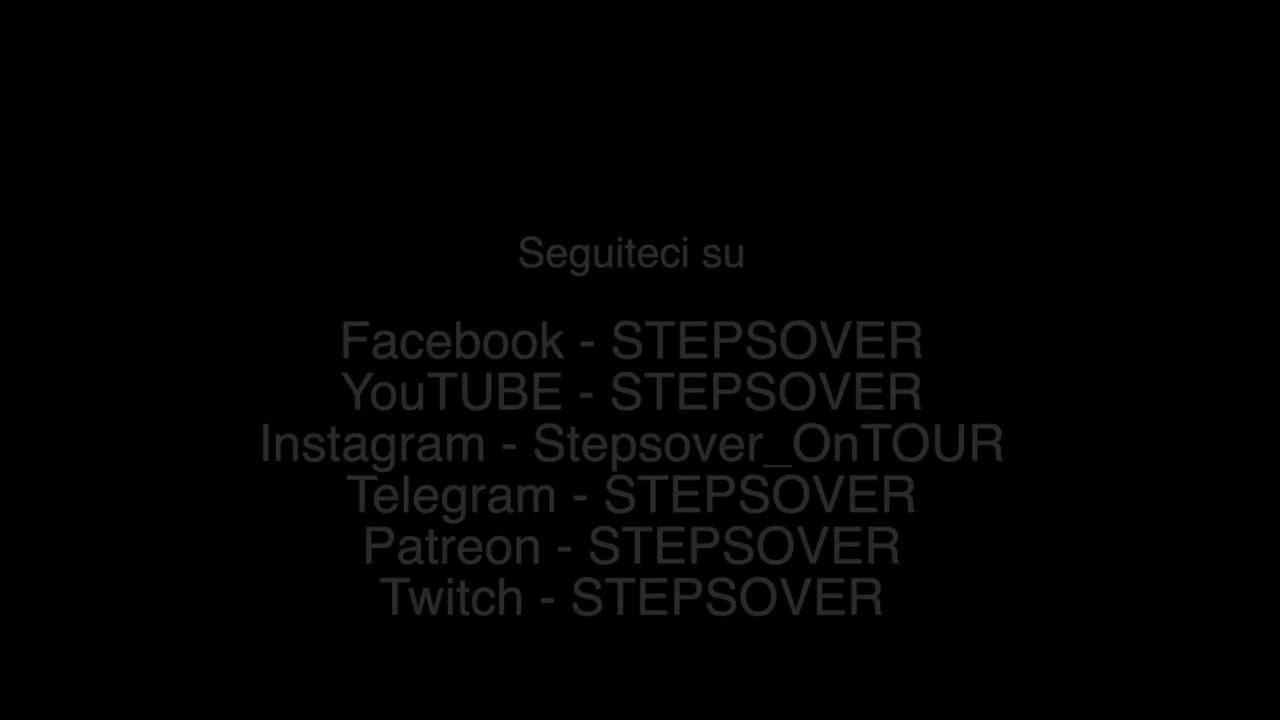 Seguiteci su
Facebook - STEPSOVER
YouTUBE - STEPSOVER
Instagram - Stepsover_OnTOUR
Telegram - STEPSOVER
Patreon - STEPSOVER
Twitch - STEPSOVER